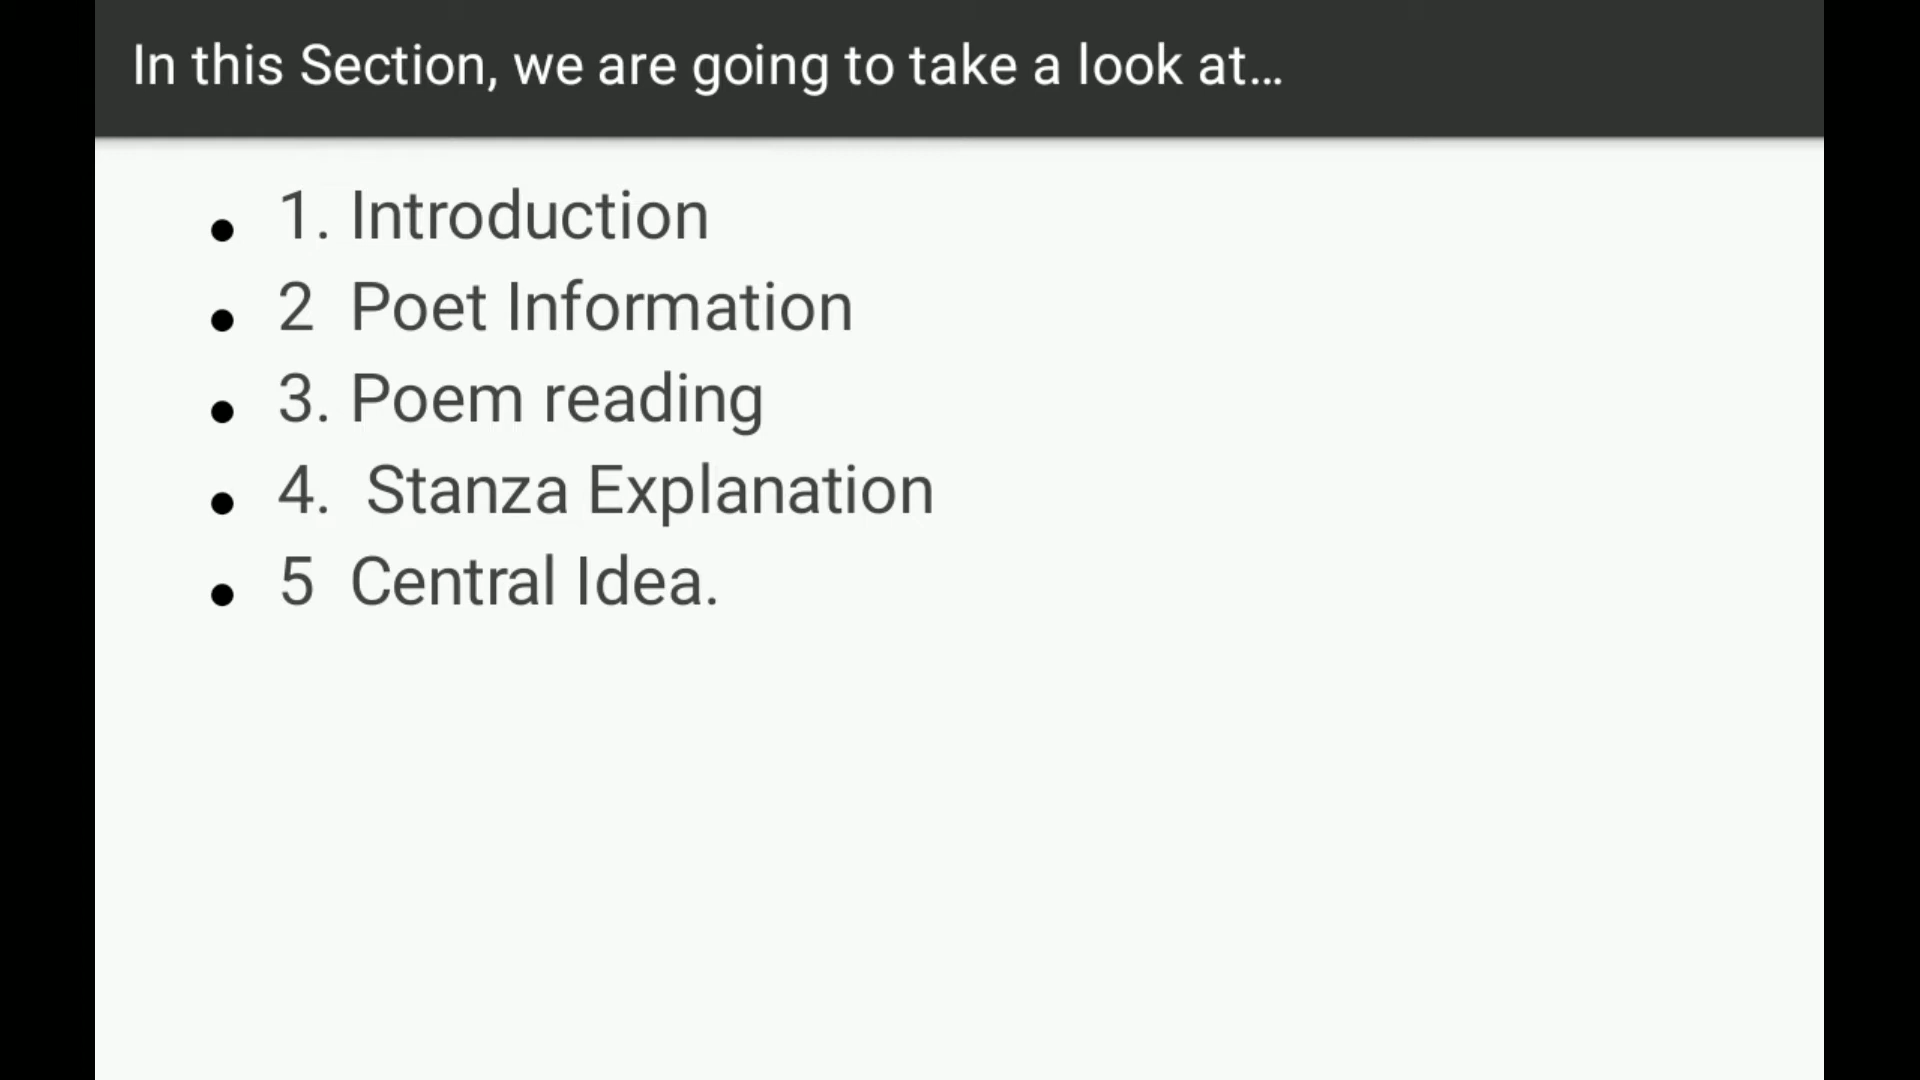 In this Section, we are going to take a look at...
• 1. Introduction
• 2  Poet Information
• 3. Poem reading
• 4.  Stanza Explanation
• 5  Central Idea.